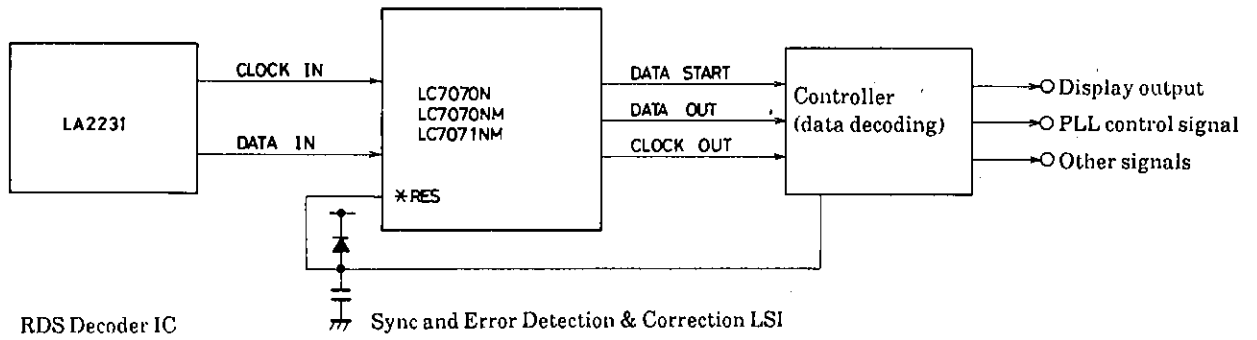 LA2231
CLOCK IN
DATA IN
LC7070N
LC7070NM
LC7071NM
*RES
DATA START
DATA OUT
CLOCK OUT
Controller
(data decoding)
Display output
PLL control signal
Other signals
RDS Decoder IC
Sync and Error Detection & Correction LSI